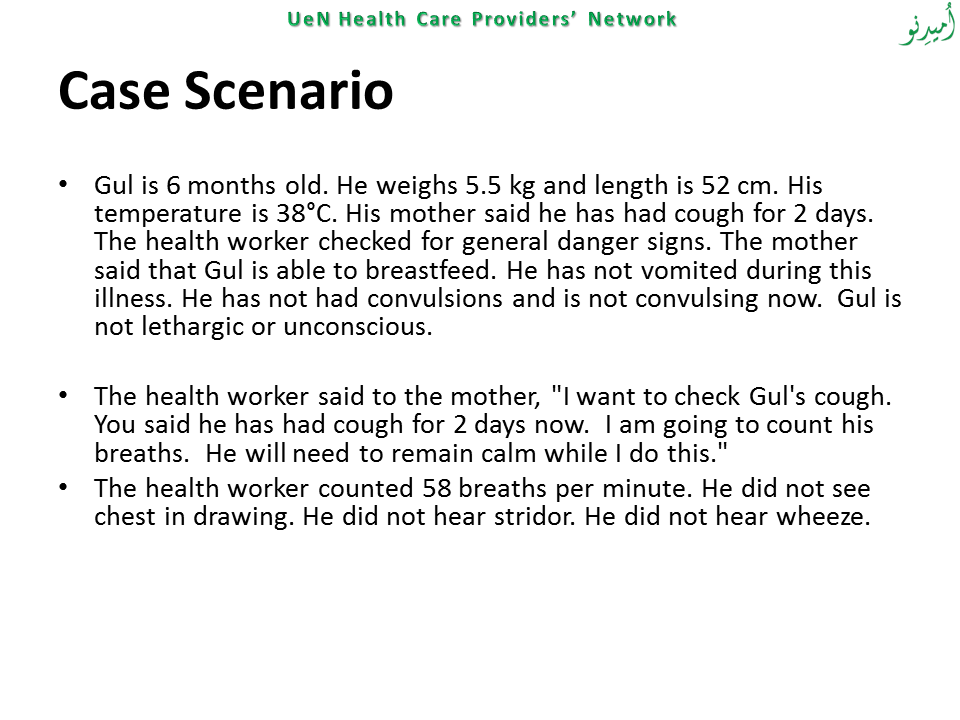 UeN Health Care Providers’ Network
اُمیدِنو
Case Scenario
• Gul is 6 months old. He weighs 5.5 kg and length is 52 cm. His
temperature is 38°C. His mother said he has had cough for 2 days.
The health worker checked for general danger signs. The mother
said that Gul is able to breastfeed. He has not vomited during this
illness. He has not had convulsions and is not convulsing now.  Gul is
not lethargic or unconscious.
• The health worker said to the mother, "I want to check Gul's cough.
You said he has had cough for 2 days now.  I am going to count his
breaths.  He will need to remain calm while I do this."
• The health worker counted 58 breaths per minute. He did not see
chest in drawing. He did not hear stridor. He did not hear wheeze.